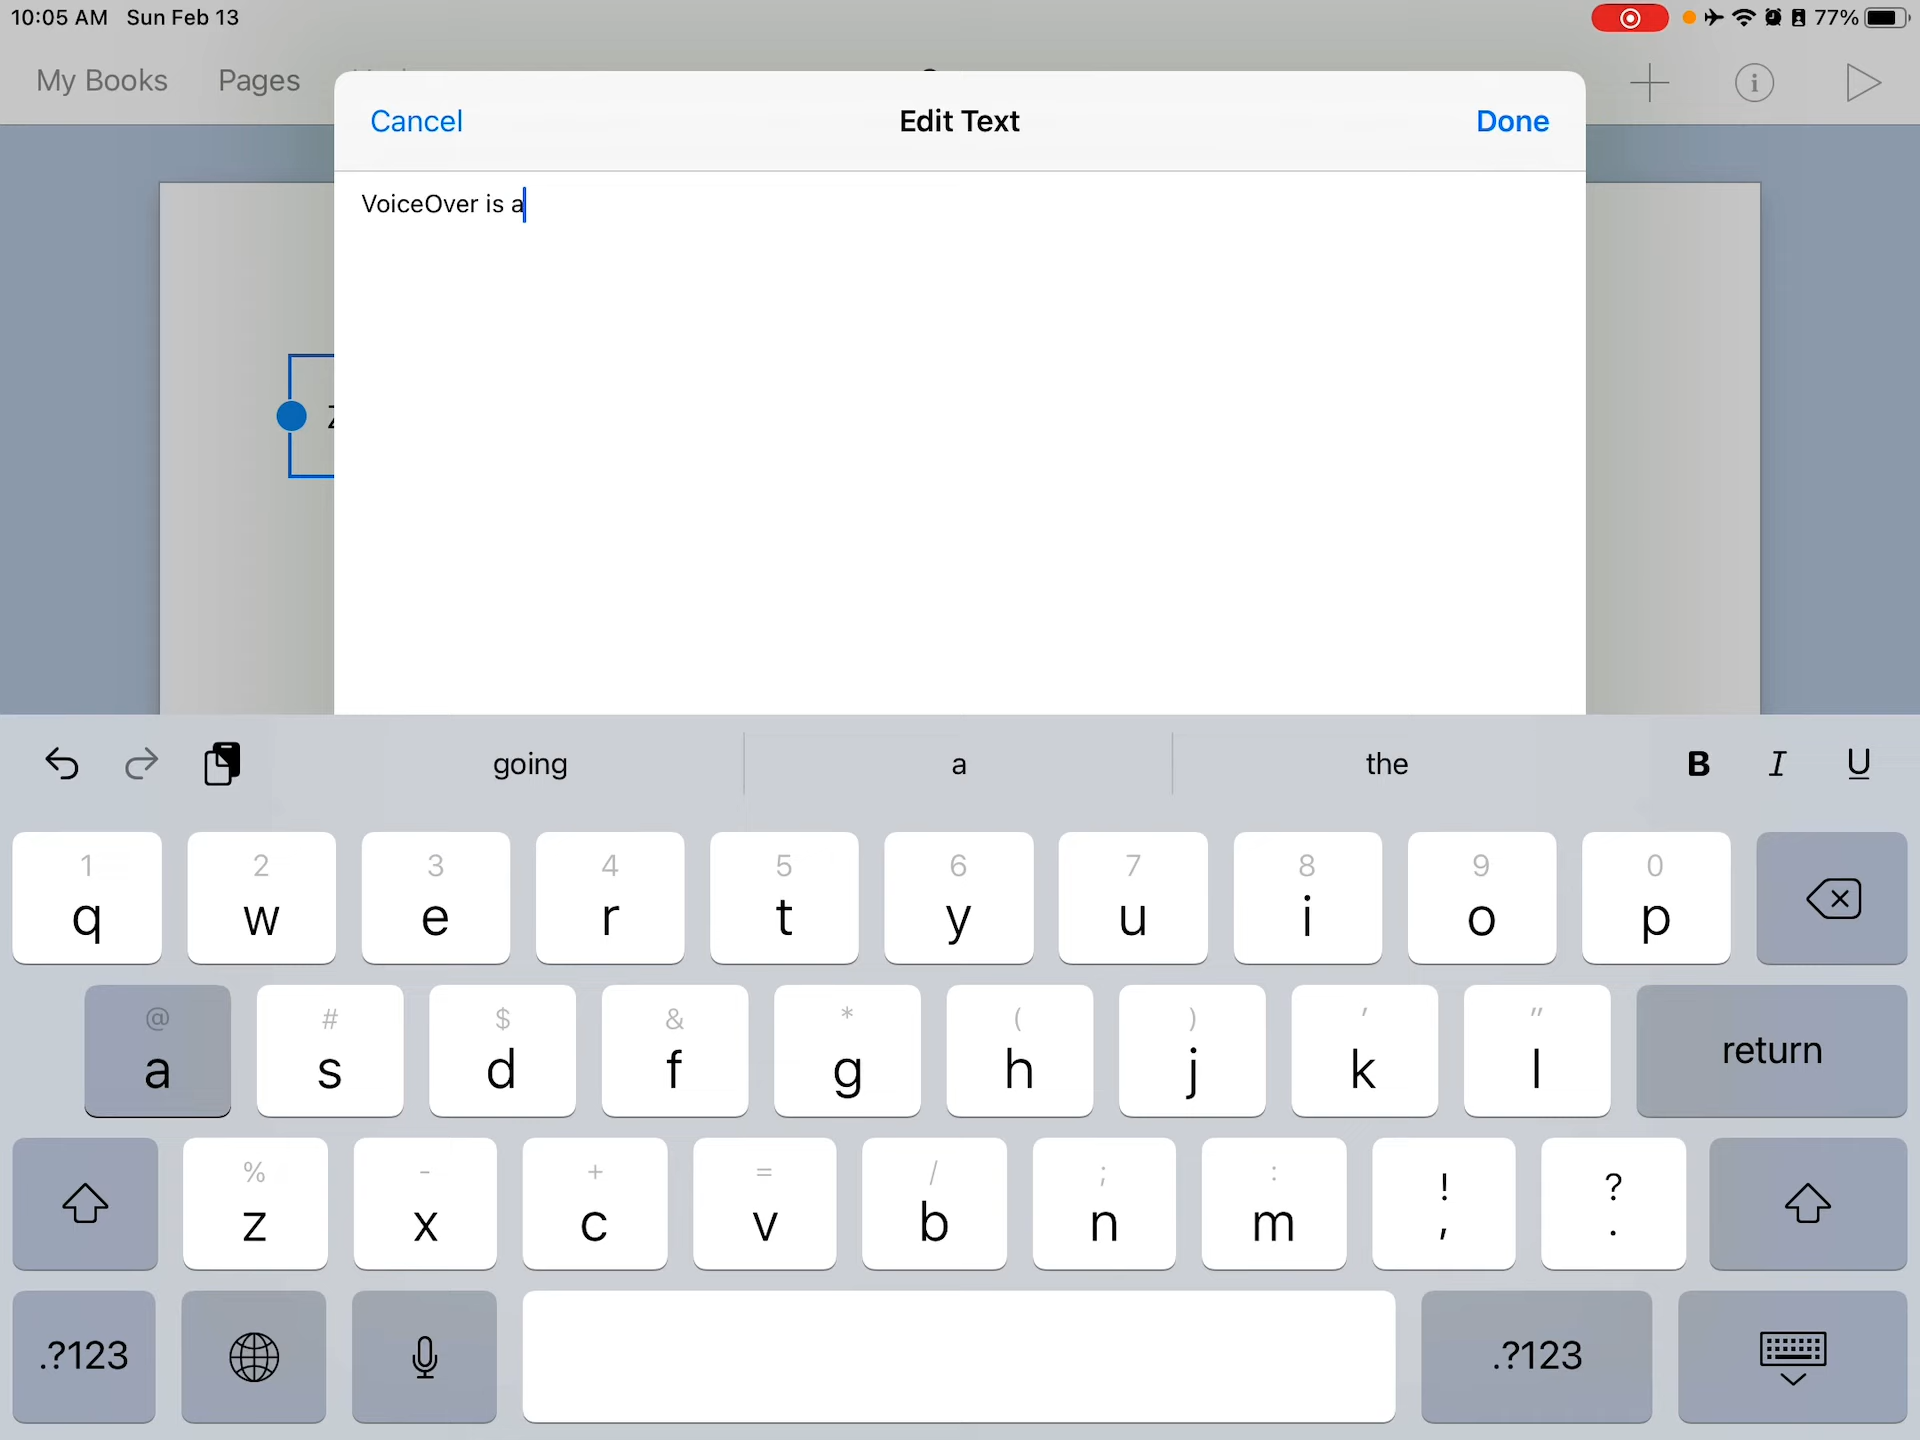 10:05 AM Sun Feb 13 77%
My Books Pages
Cancel Edit Text Done
VoiceOver is a
going a the B I U
1 2 3 4 5 6 7 8 9 0
q w e r t y u i o p
@ # $ & * ( ) ' "
a s d f g h j k l return
% - + = / ; : ! ?
z x c v b n m , .
.?123 .?123